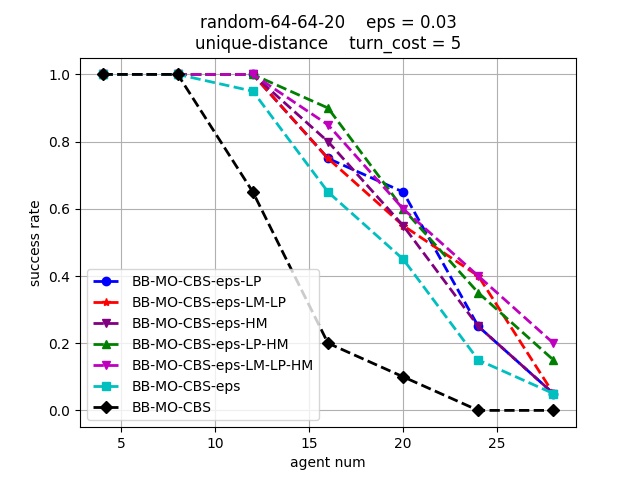 random-64-64-20    eps = 0.03
unique-distance    turn_cost = 5
1.0
0.8
0.6
0.4
0.2
0.0
success rate
BB-MO-CBS-eps-LP
BB-MO-CBS-eps-LM-LP
BB-MO-CBS-eps-HM
BB-MO-CBS-eps-LP-HM
BB-MO-CBS-eps-LM-LP-HM
BB-MO-CBS-eps
BB-MO-CBS
5 10 15 20 25
agent num